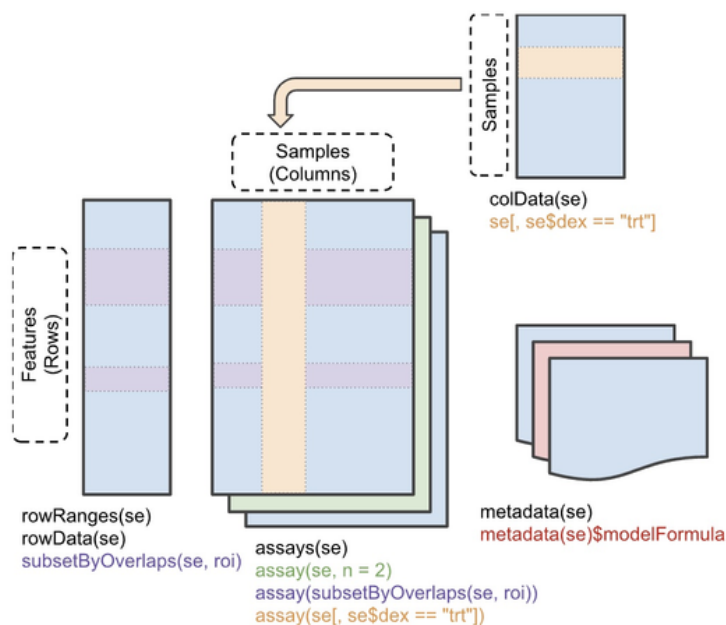 Samples
colData(se)
se[, se$dex == "trt"]
Samples
(Columns)
Features
(Rows)
rowRanges(se)
rowData(se)
subsetByOverlaps(se, roi)
assays(se)
assay(se, n = 2)
assay(subsetByOverlaps(se, roi))
assay(se[, se$dex == "trt"])
metadata(se)
metadata(se)$modelFormula